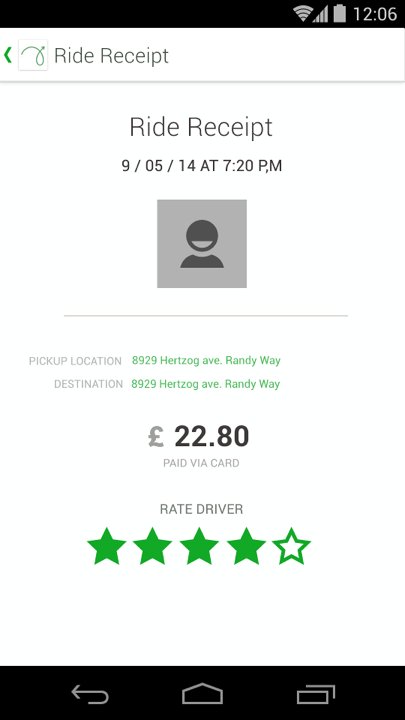 12:06
Ride Receipt
Ride Receipt
9 / 05 / 14 AT 7:20 P,M
PICKUP LOCATION 8929 Hertzog ave. Randy Way
DESTINATION 8929 Hertzog ave. Randy Way
£ 22.80
PAID VIA CARD
RATE DRIVER